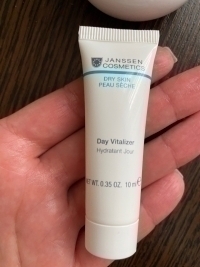 JANSSEN
COSMETICS
DRY SKIN
PEAU SÈCHE
Day Vitalizer
Hydratant Jour
NET WT. 0.35 OZ. 10 ml e